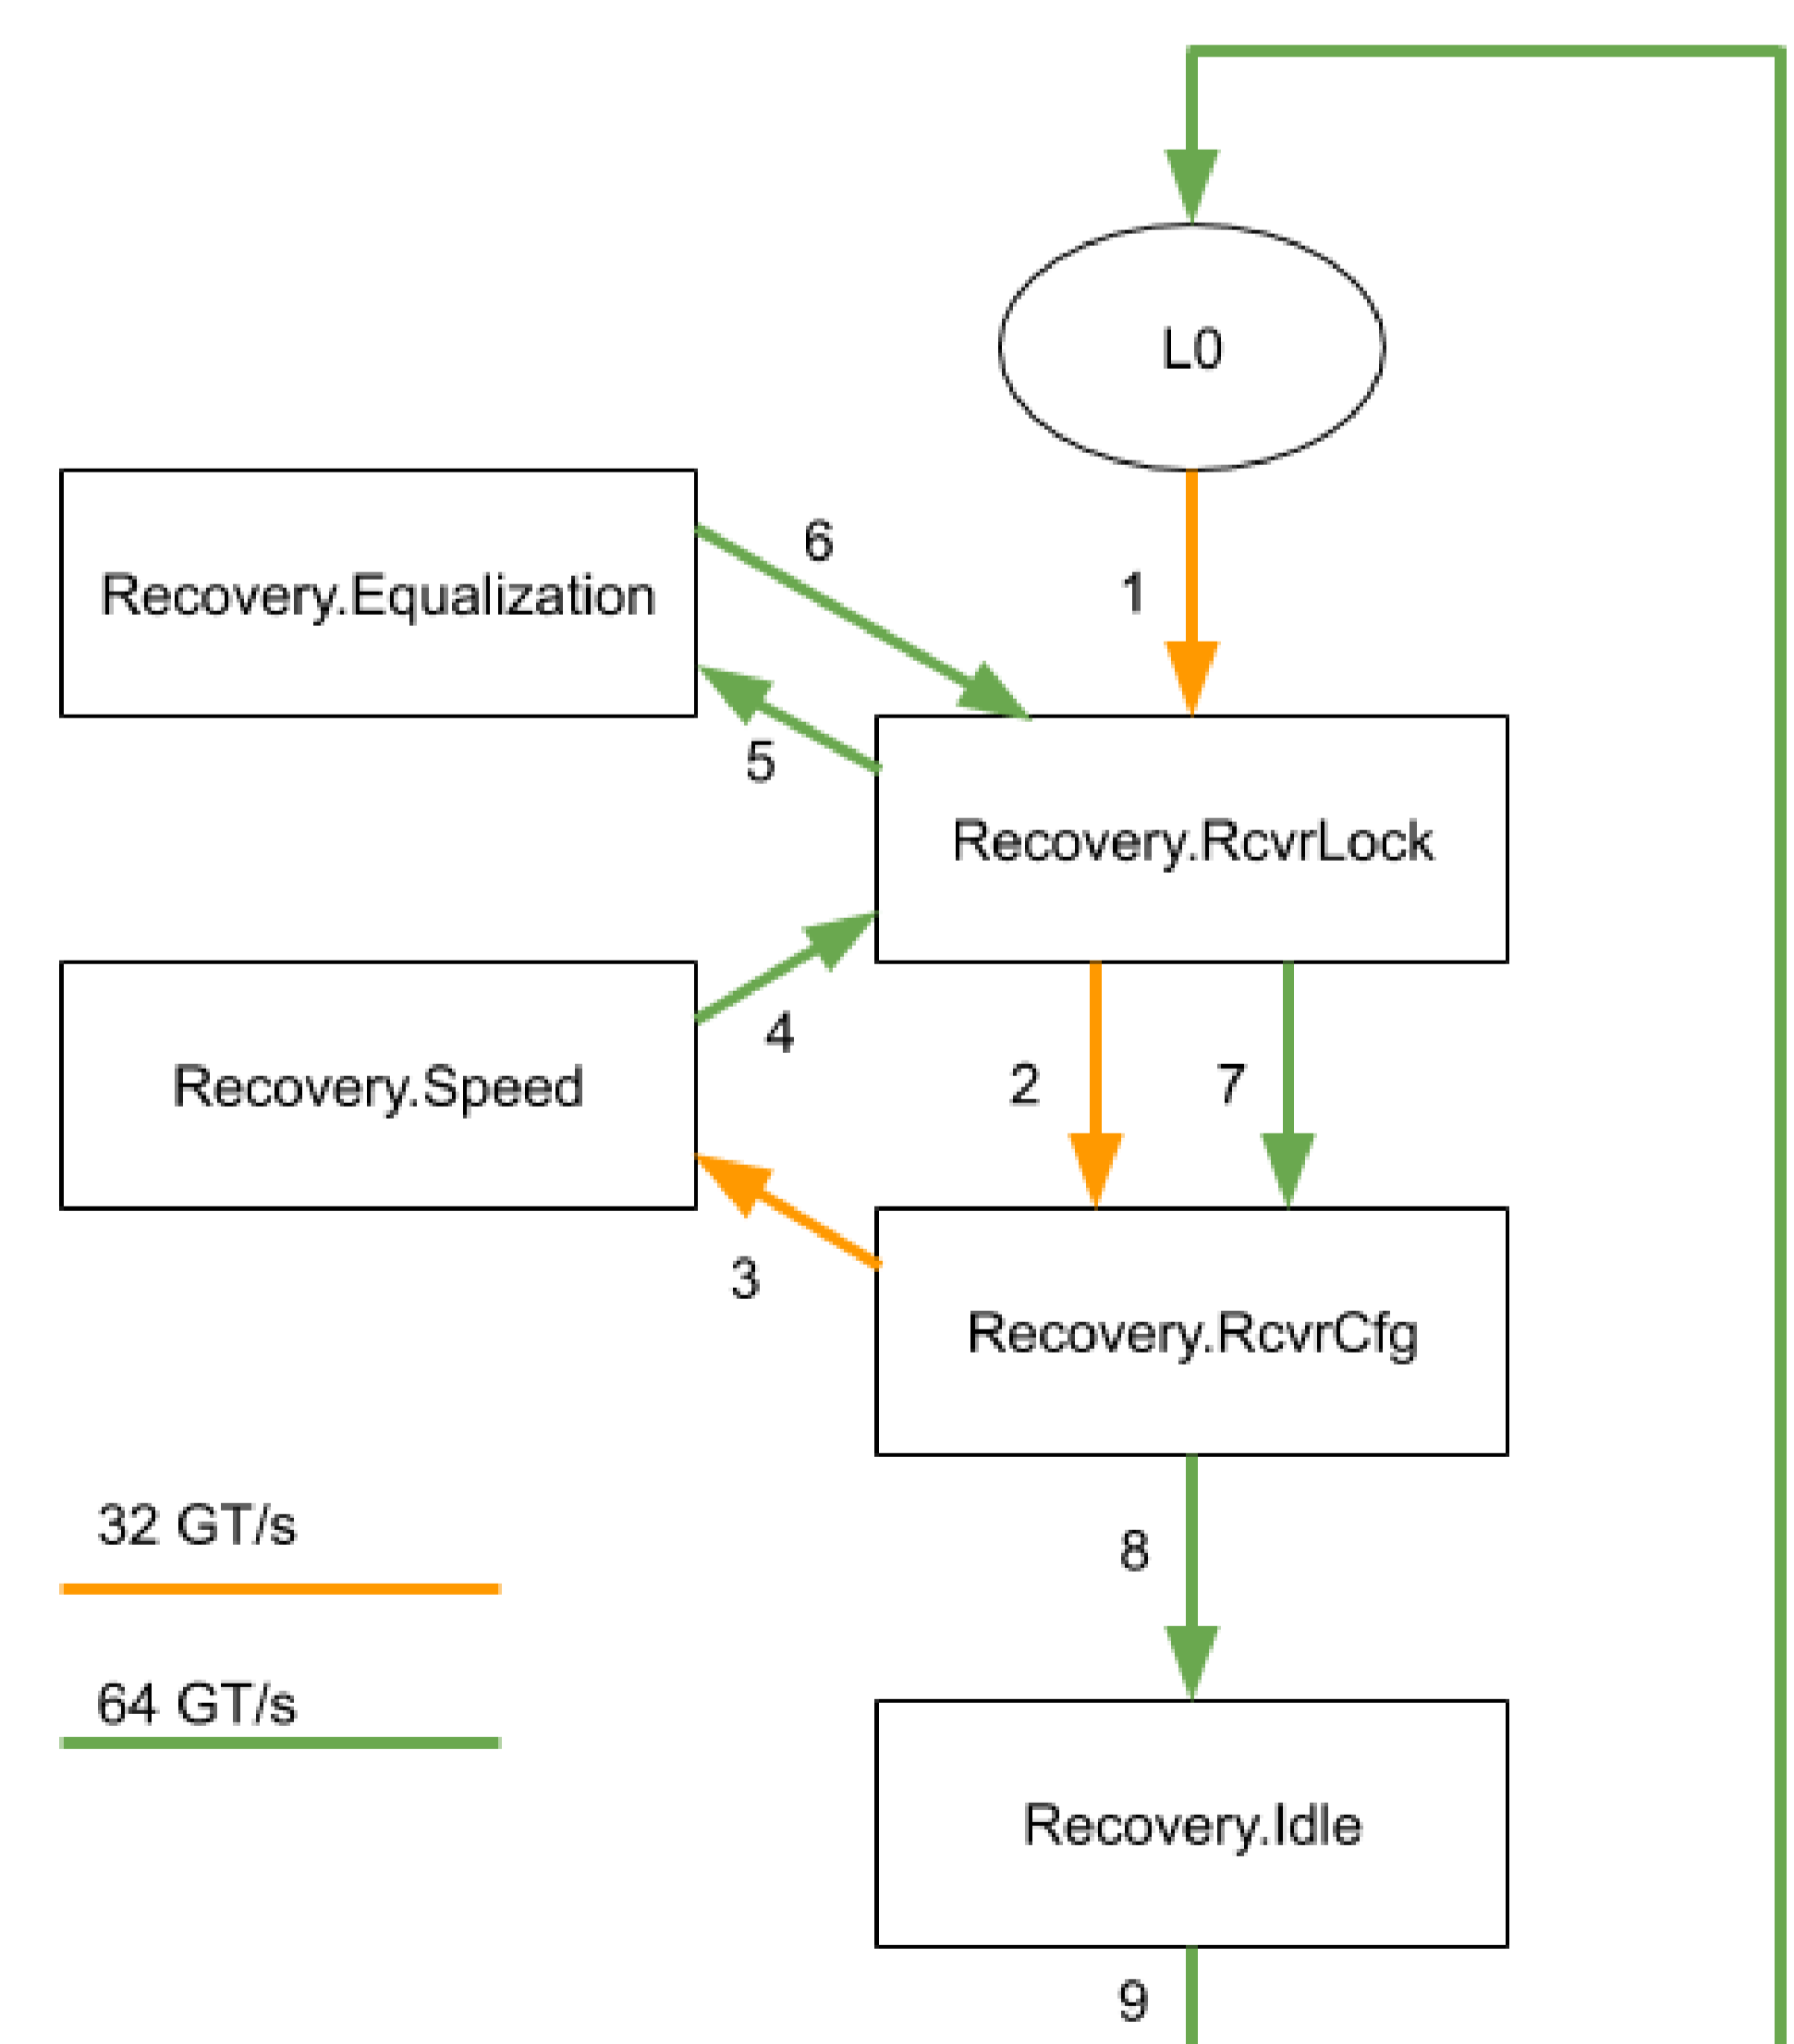 L0
6
Recovery.Equalization
1
5
Recovery.RcvrLock
4
Recovery.Speed
2
7
3
Recovery.RcvrCfg
32 GT/s
8
64 GT/s
Recovery.Idle
9